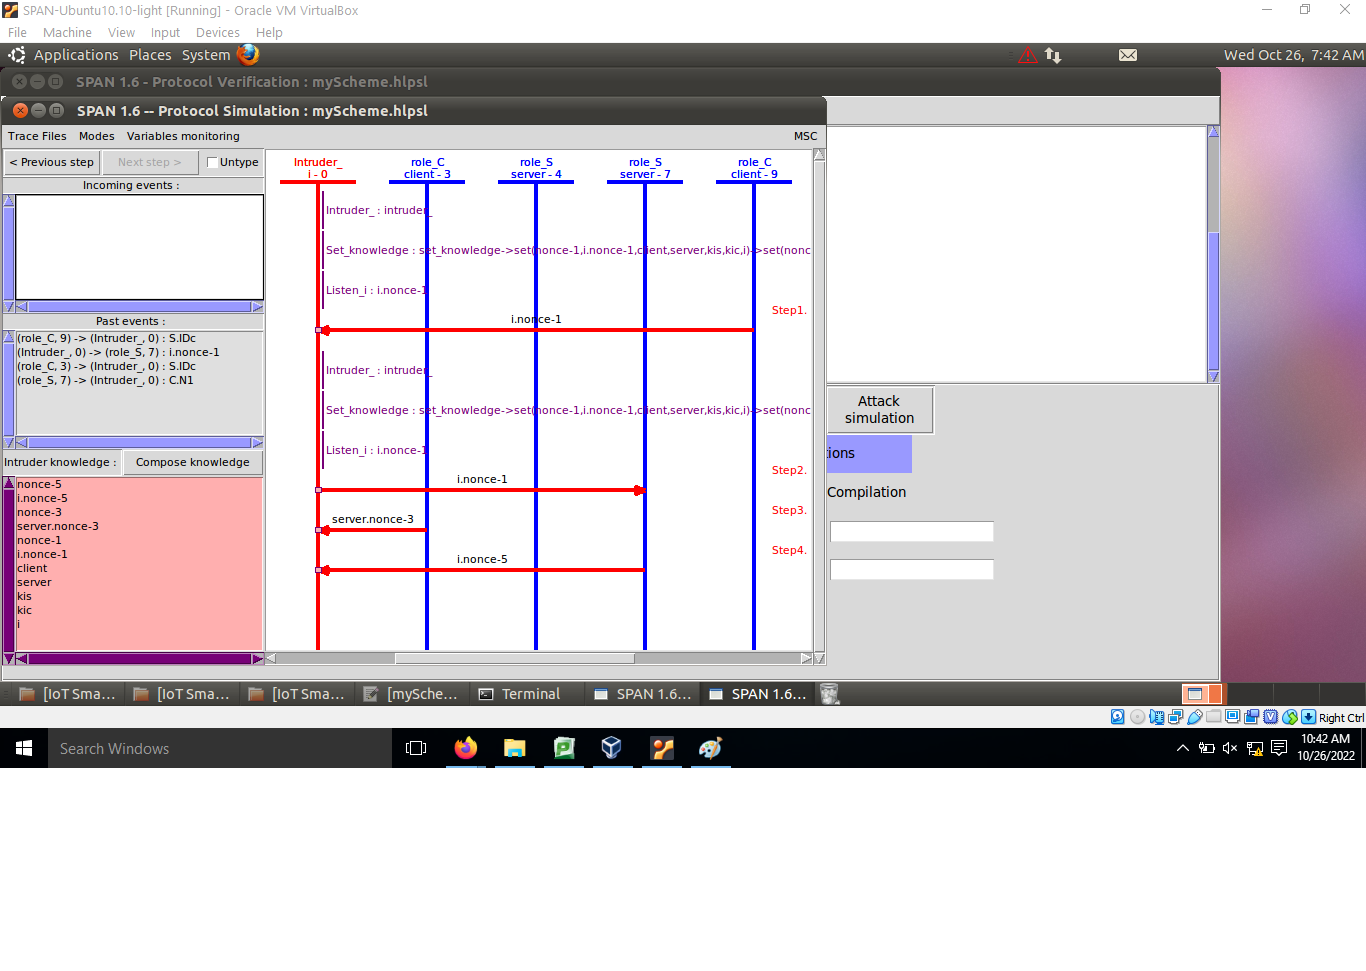 SPAN-Ubuntu10.10-light [Running] - Oracle VM VirtualBox
File Machine View Input Devices Help
Applications Places System
Wed Oct 26, 7:42 AM
SPAN 1.6 - Protocol Verification : myScheme.hlpsl
SPAN 1.6 -- Protocol Simulation : myScheme.hlpsl
Trace Files Modes Variables monitoring MSC
< Previous step Next step > Untype
Incoming events :
Past events :
(role_C, 9) -> (Intruder_, 0) : S.IDc
(Intruder_, 0) -> (role_S, 7) : i.nonce-1
(role_C, 3) -> (Intruder_, 0) : S.IDc
(role_S, 7) -> (Intruder_, 0) : C.N1
Intruder knowledge : Compose knowledge
nonce-5
i.nonce-5
nonce-3
server.nonce-3
nonce-1
i.nonce-1
client
server
kis
kic
i
Intruder_ role_C role_S role_S role_C
i - 0 client - 3 server - 4 server - 7 client - 9
Intruder_ : intruder_
Set_knowledge : set_knowledge->set(nonce-1,i.nonce-1,client,server,kis,kic,i)->set(nonc
Listen_i : i.nonce-1
Step1.
i.nonce-1
Intruder_ : intruder_
Set_knowledge : set_knowledge->set(nonce-1,i.nonce-1,client,server,kis,kic,i)->set(nonc
Listen_i : i.nonce-1
Step2.
i.nonce-1
Step3.
server.nonce-3
Step4.
i.nonce-5
Attack
simulation
ions
Compilation
[IoT Sma... [IoT Sma... [IoT Sma... [mySche... Terminal SPAN 1.6... SPAN 1.6...
Right Ctrl
Search Windows
10:42 AM
10/26/2022